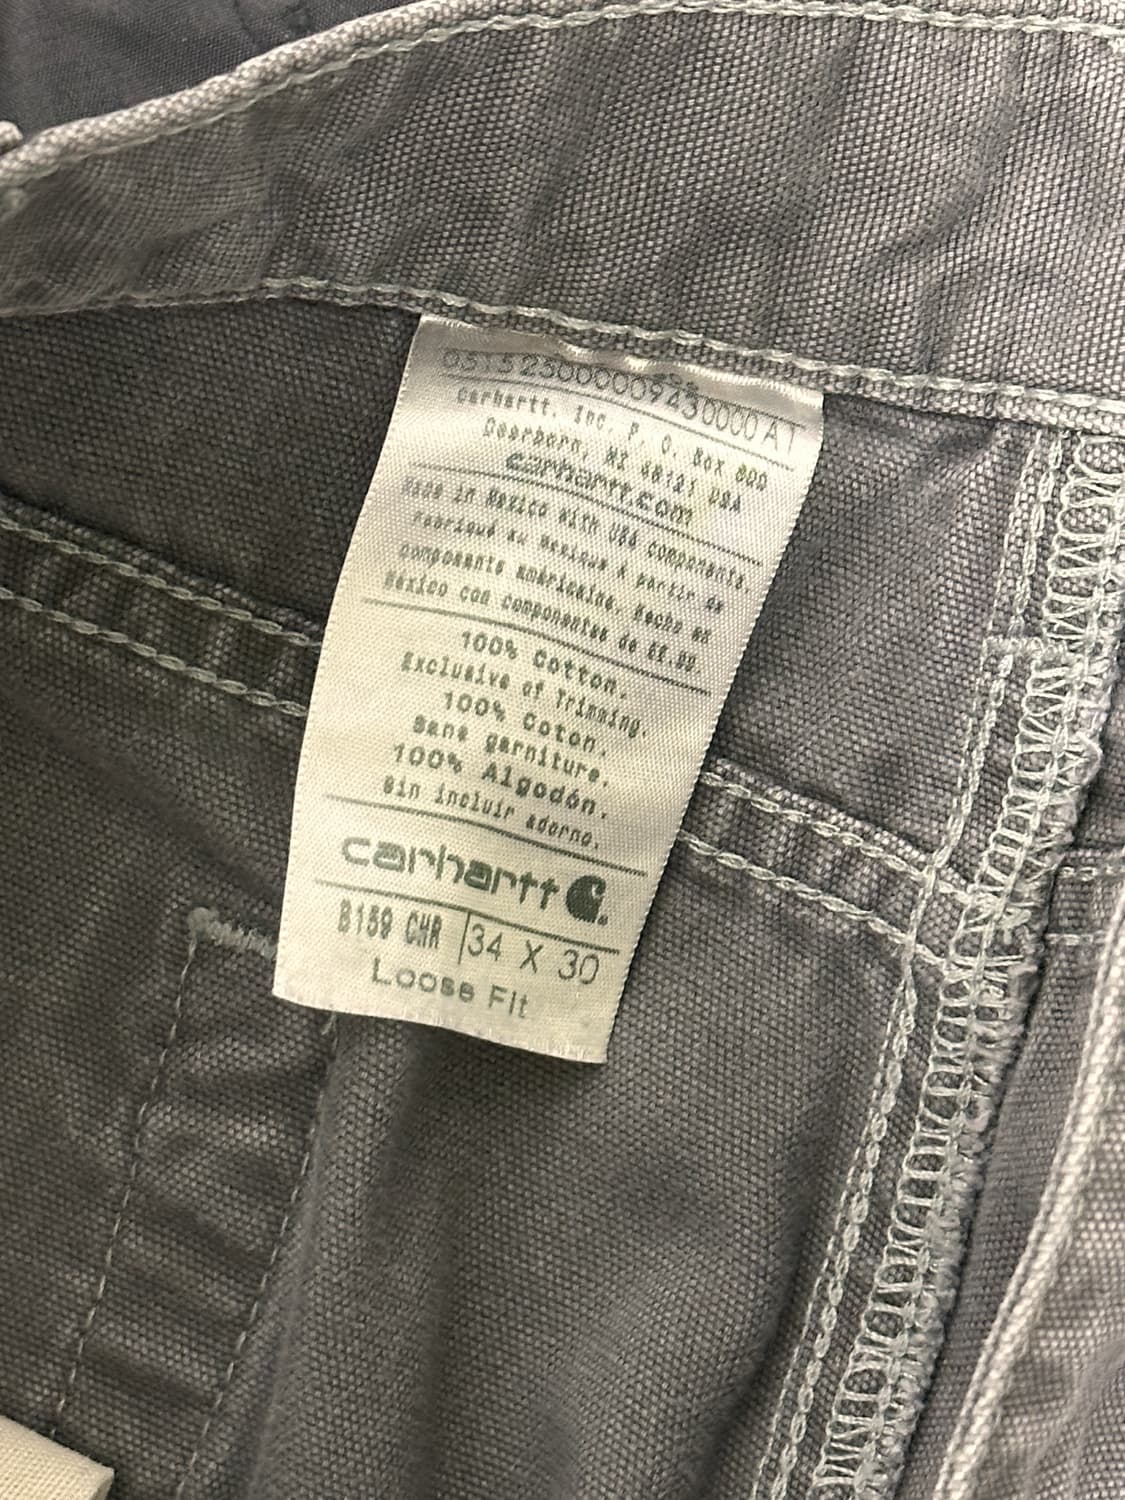 Carhartt, Inc. P. O. Box 600
Dearborn, MI 48121 USA
carhartt.com
Made in Mexico with USA components.
Fabriqué au Mexique à partir de
composants américains. Hecho en
México con componentes de EE.UU.
100% Cotton.
Exclusive of Trimming.
100% Coton.
Sans garniture.
100% Algodón.
Sin incluir adorno.
carhartt
B159 CHR 34 X 30
Loose Fit